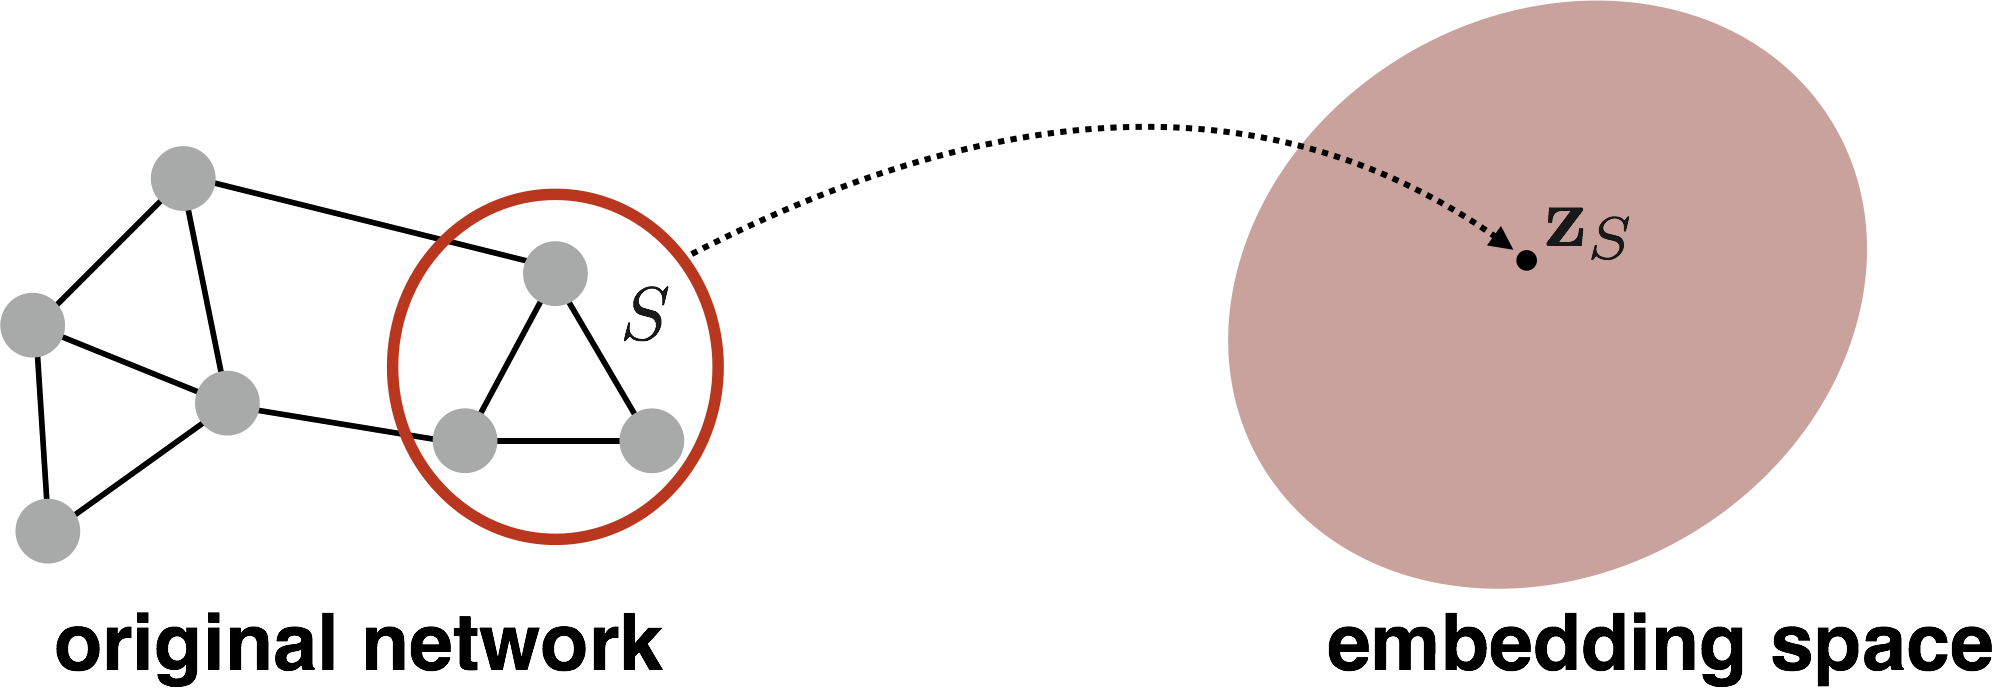 S
z_S
original network
embedding space